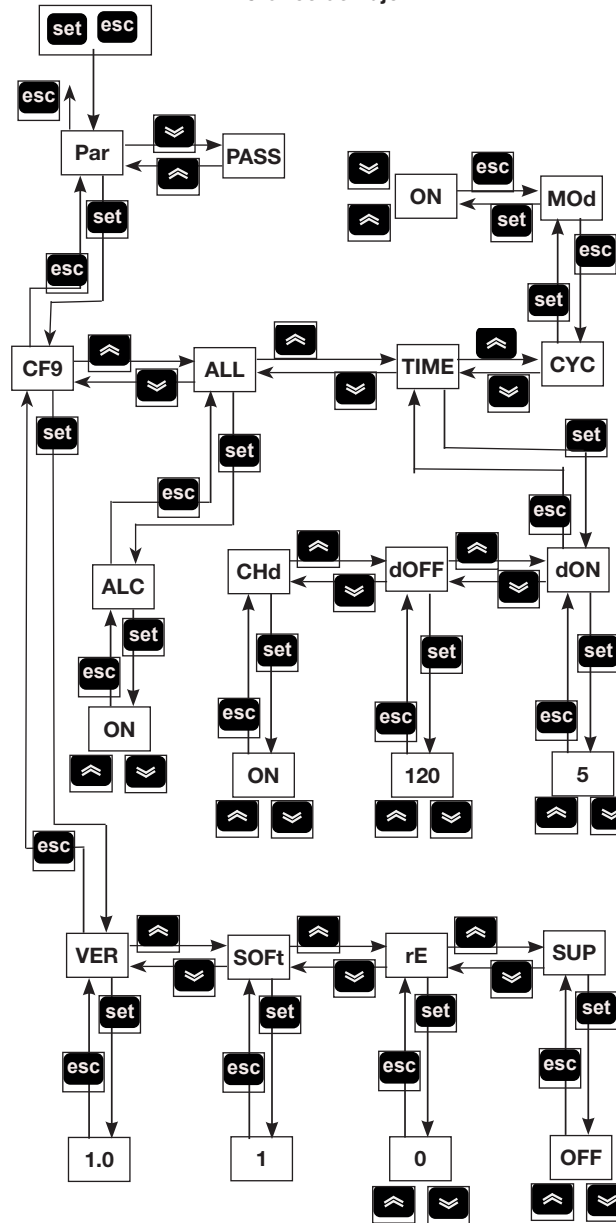 set esc
esc
Par PASS
set
esc
ON esc MOd
set esc
set
CF9 ALL TIME CYC
set set set
esc esc
ALC CHd dOFF dON
set set set set
esc esc esc esc
ON ON 120 5
esc
VER SOFt rE SUP
set set set set
esc esc esc esc
1.0 1 0 OFF